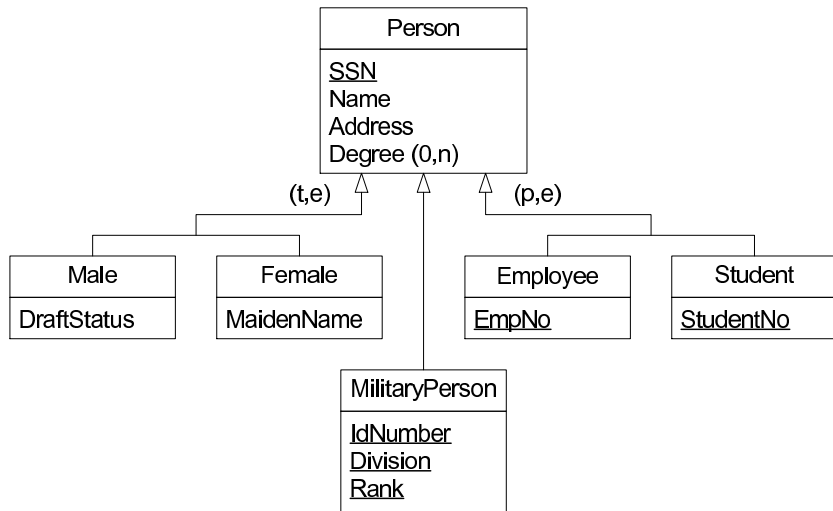 Person
SSN
Name
Address
Degree (0,n)
(t,e)
(p,e)
Male
DraftStatus
Female
MaidenName
Employee
EmpNo
Student
StudentNo
MilitaryPerson
IdNumber
Division
Rank